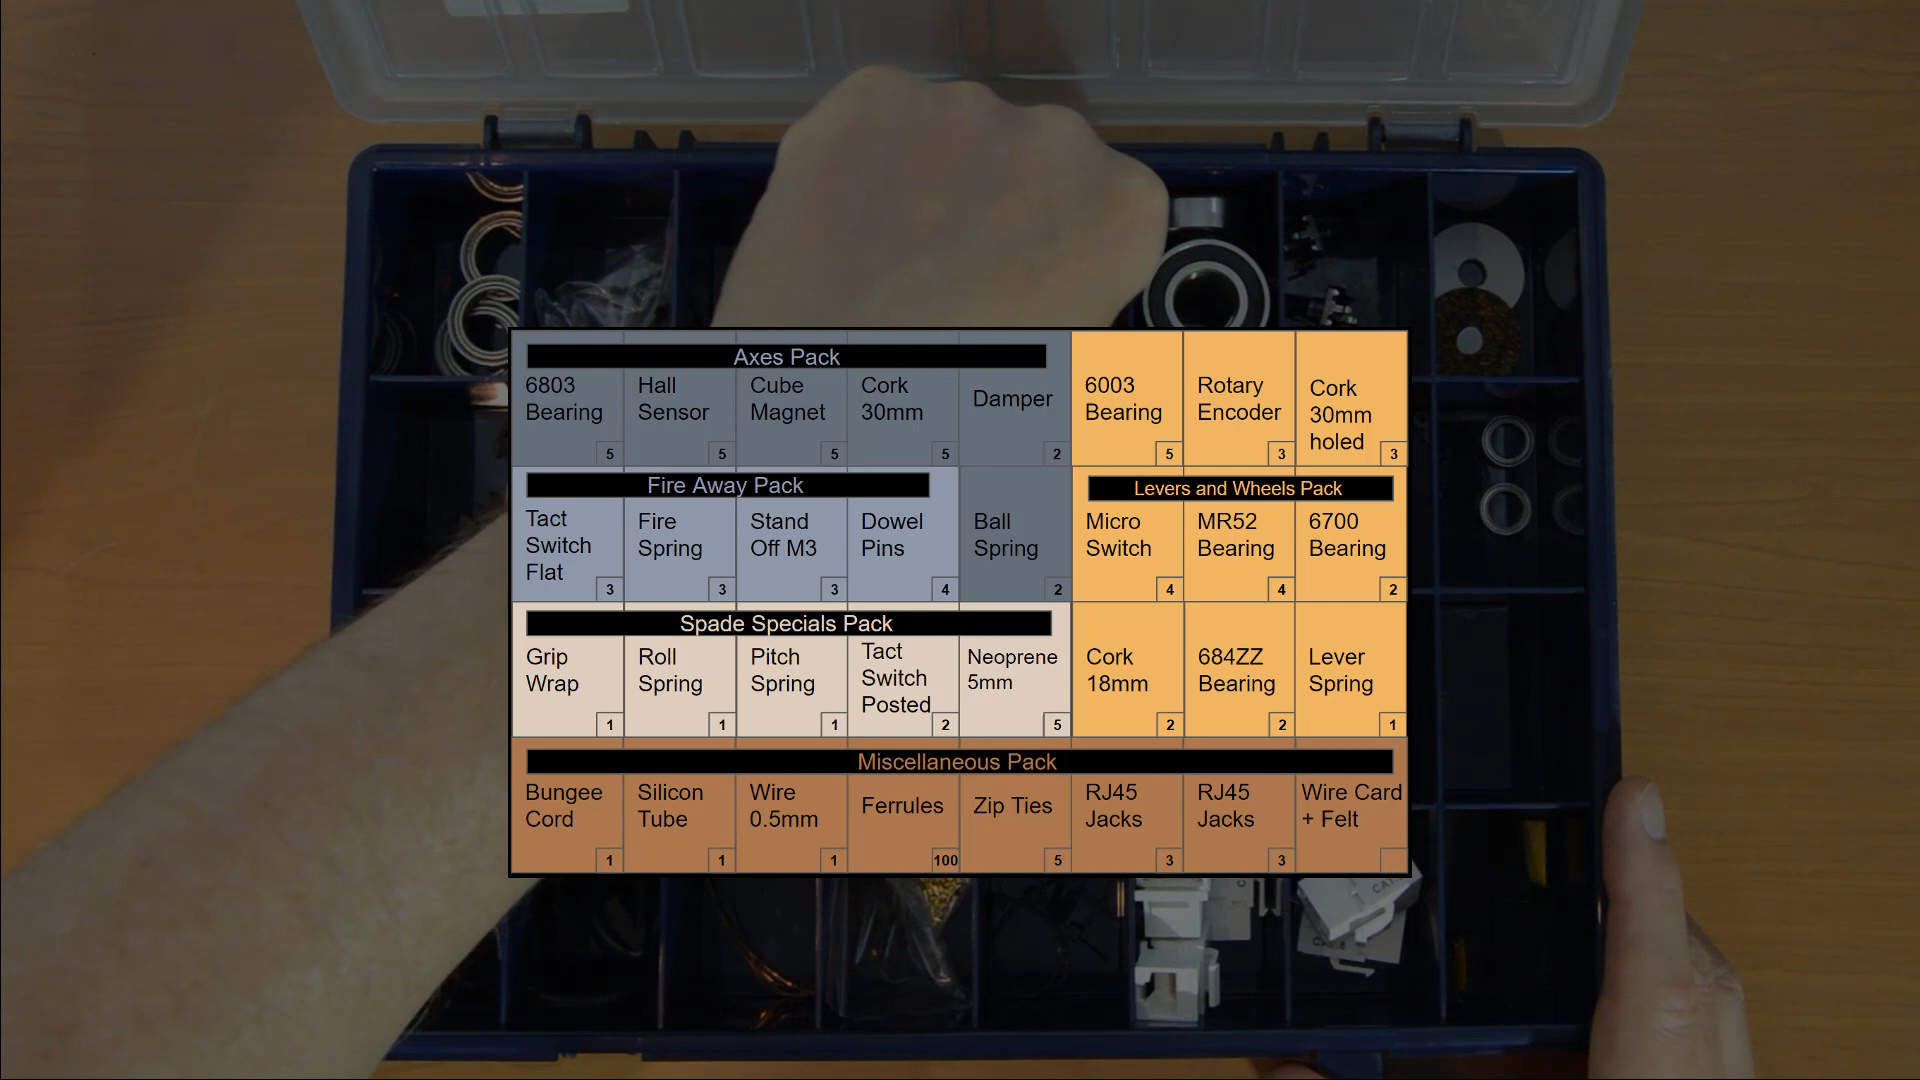 Axes Pack
6803
Bearing
5
Hall
Sensor
5
Cube
Magnet
5
Cork
30mm
5
Damper
2
6003
Bearing
5
Rotary
Encoder
3
Cork
30mm
holed
3
Fire Away Pack
Tact
Switch
Flat
3
Fire
Spring
3
Stand
Off M3
3
Dowel
Pins
4
Ball
Spring
2
Levers and Wheels Pack
Micro
Switch
4
MR52
Bearing
4
6700
Bearing
2
Spade Specials Pack
Grip
Wrap
1
Roll
Spring
1
Pitch
Spring
1
Tact
Switch
Posted
2
Neoprene
5mm
5
Cork
18mm
2
684ZZ
Bearing
2
Lever
Spring
1
Miscellaneous Pack
Bungee
Cord
1
Silicon
Tube
1
Wire
0.5mm
1
Ferrules
100
Zip Ties
5
RJ45
Jacks
3
RJ45
Jacks
3
Wire Card
+ Felt